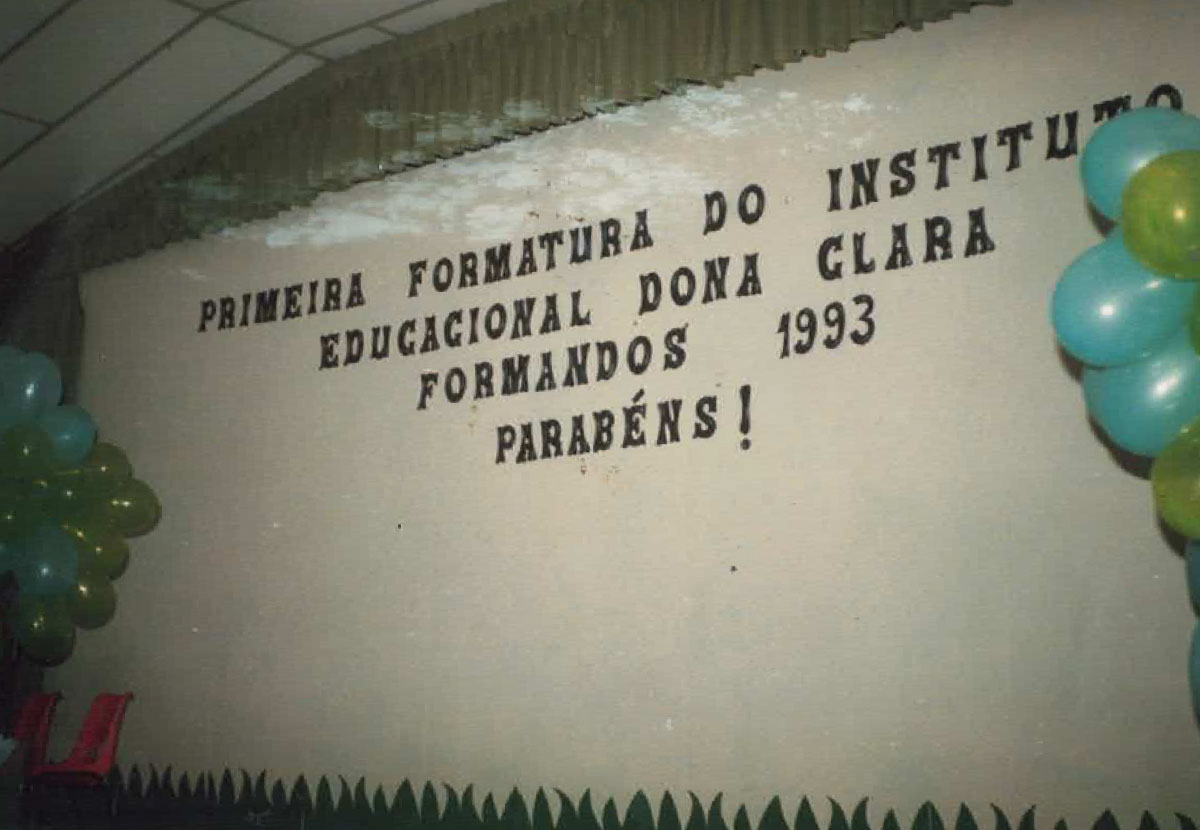 PRIMEIRA FORMATURA DO INSTITUTO
EDUCACIONAL DONA CLARA
FORMANDOS 1993
PARABÉNS!